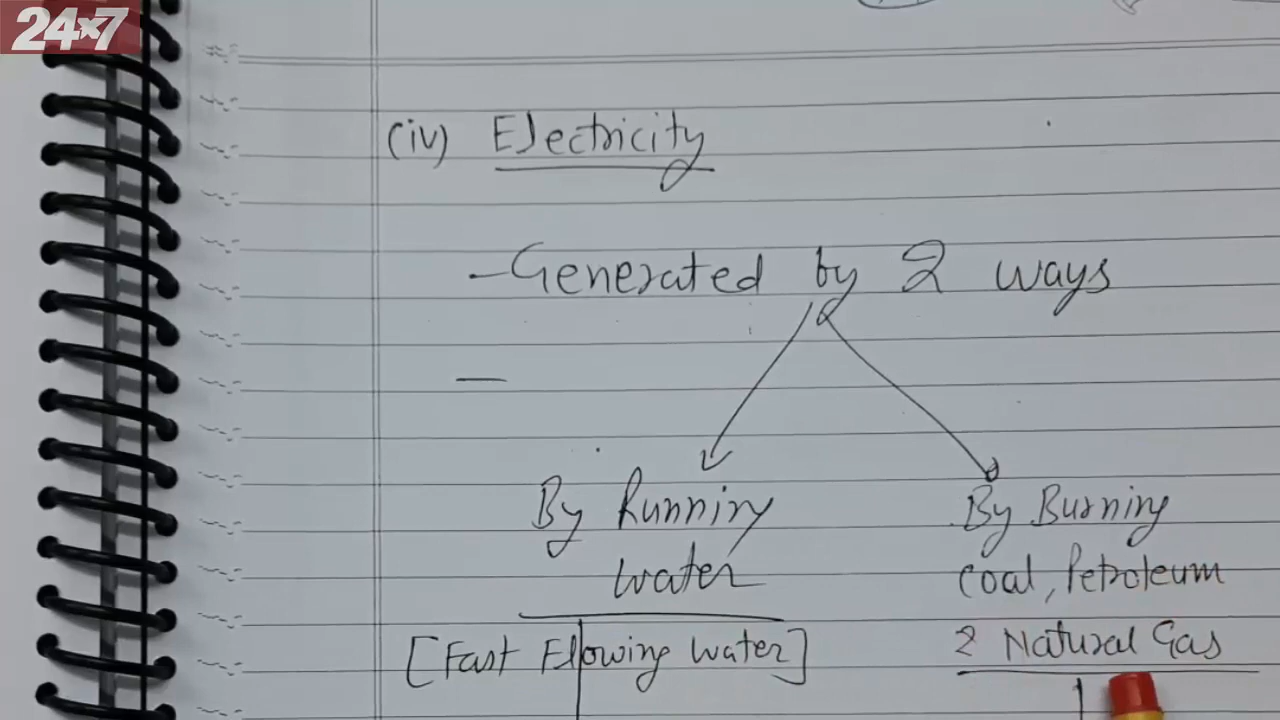 24x7
(iv) Electricity
- Generated by 2 ways
By Running
water
[Fast Flowing water]
By Burning
coal, Petroleum
& Natural Gas